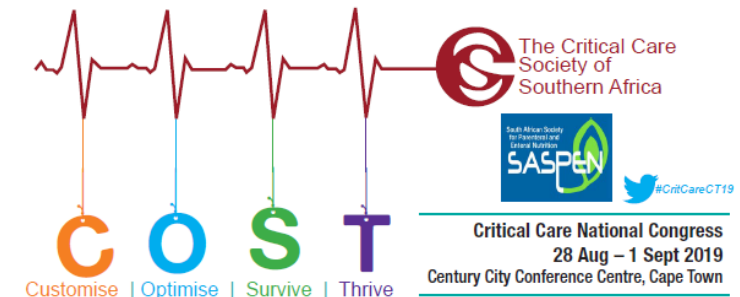 The Critical Care
Society of
Southern Africa
South African Society
for Parenteral and
Enteral Nutrition
SASPEN
#CritCareCT19
COST
Customise | Optimise | Survive | Thrive
Critical Care National Congress
28 Aug – 1 Sept 2019
Century City Conference Centre, Cape Town